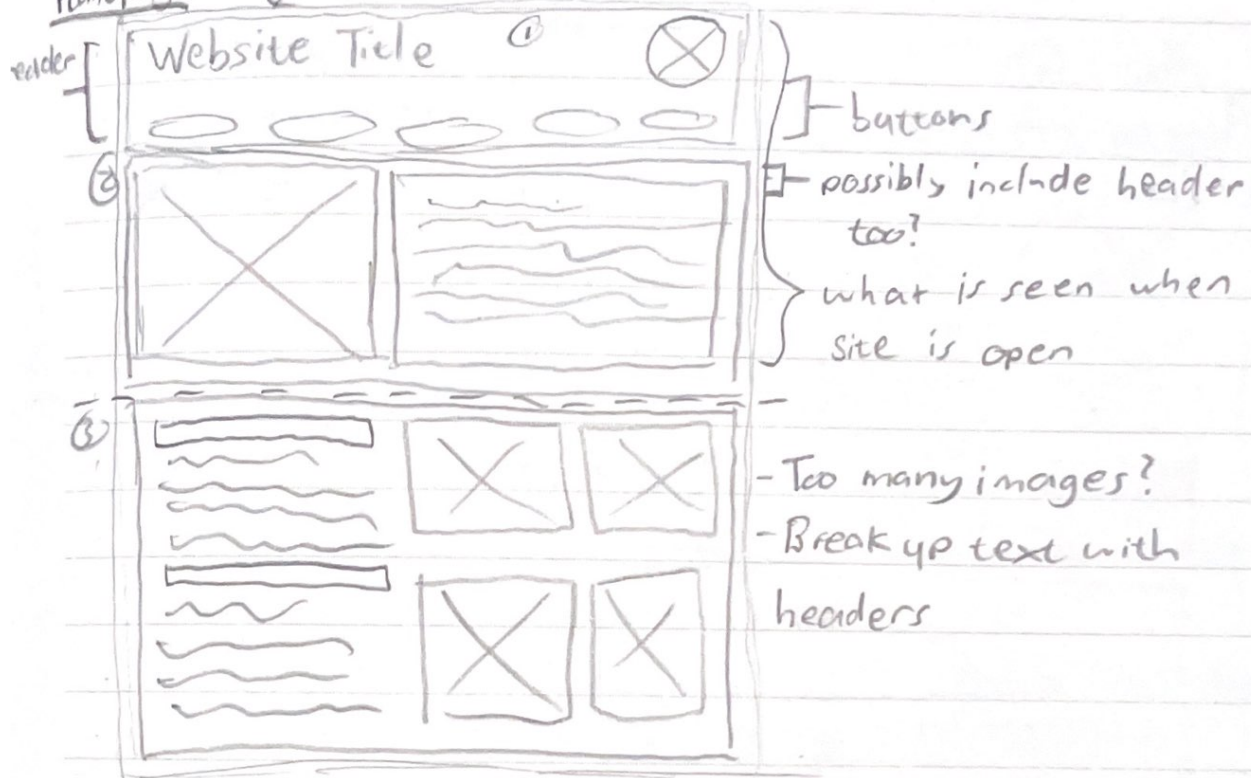 Website Title
①
buttons
possibly include header
too?
②
what is seen when
site is open
③
- Too many images?
- Break up text with
headers